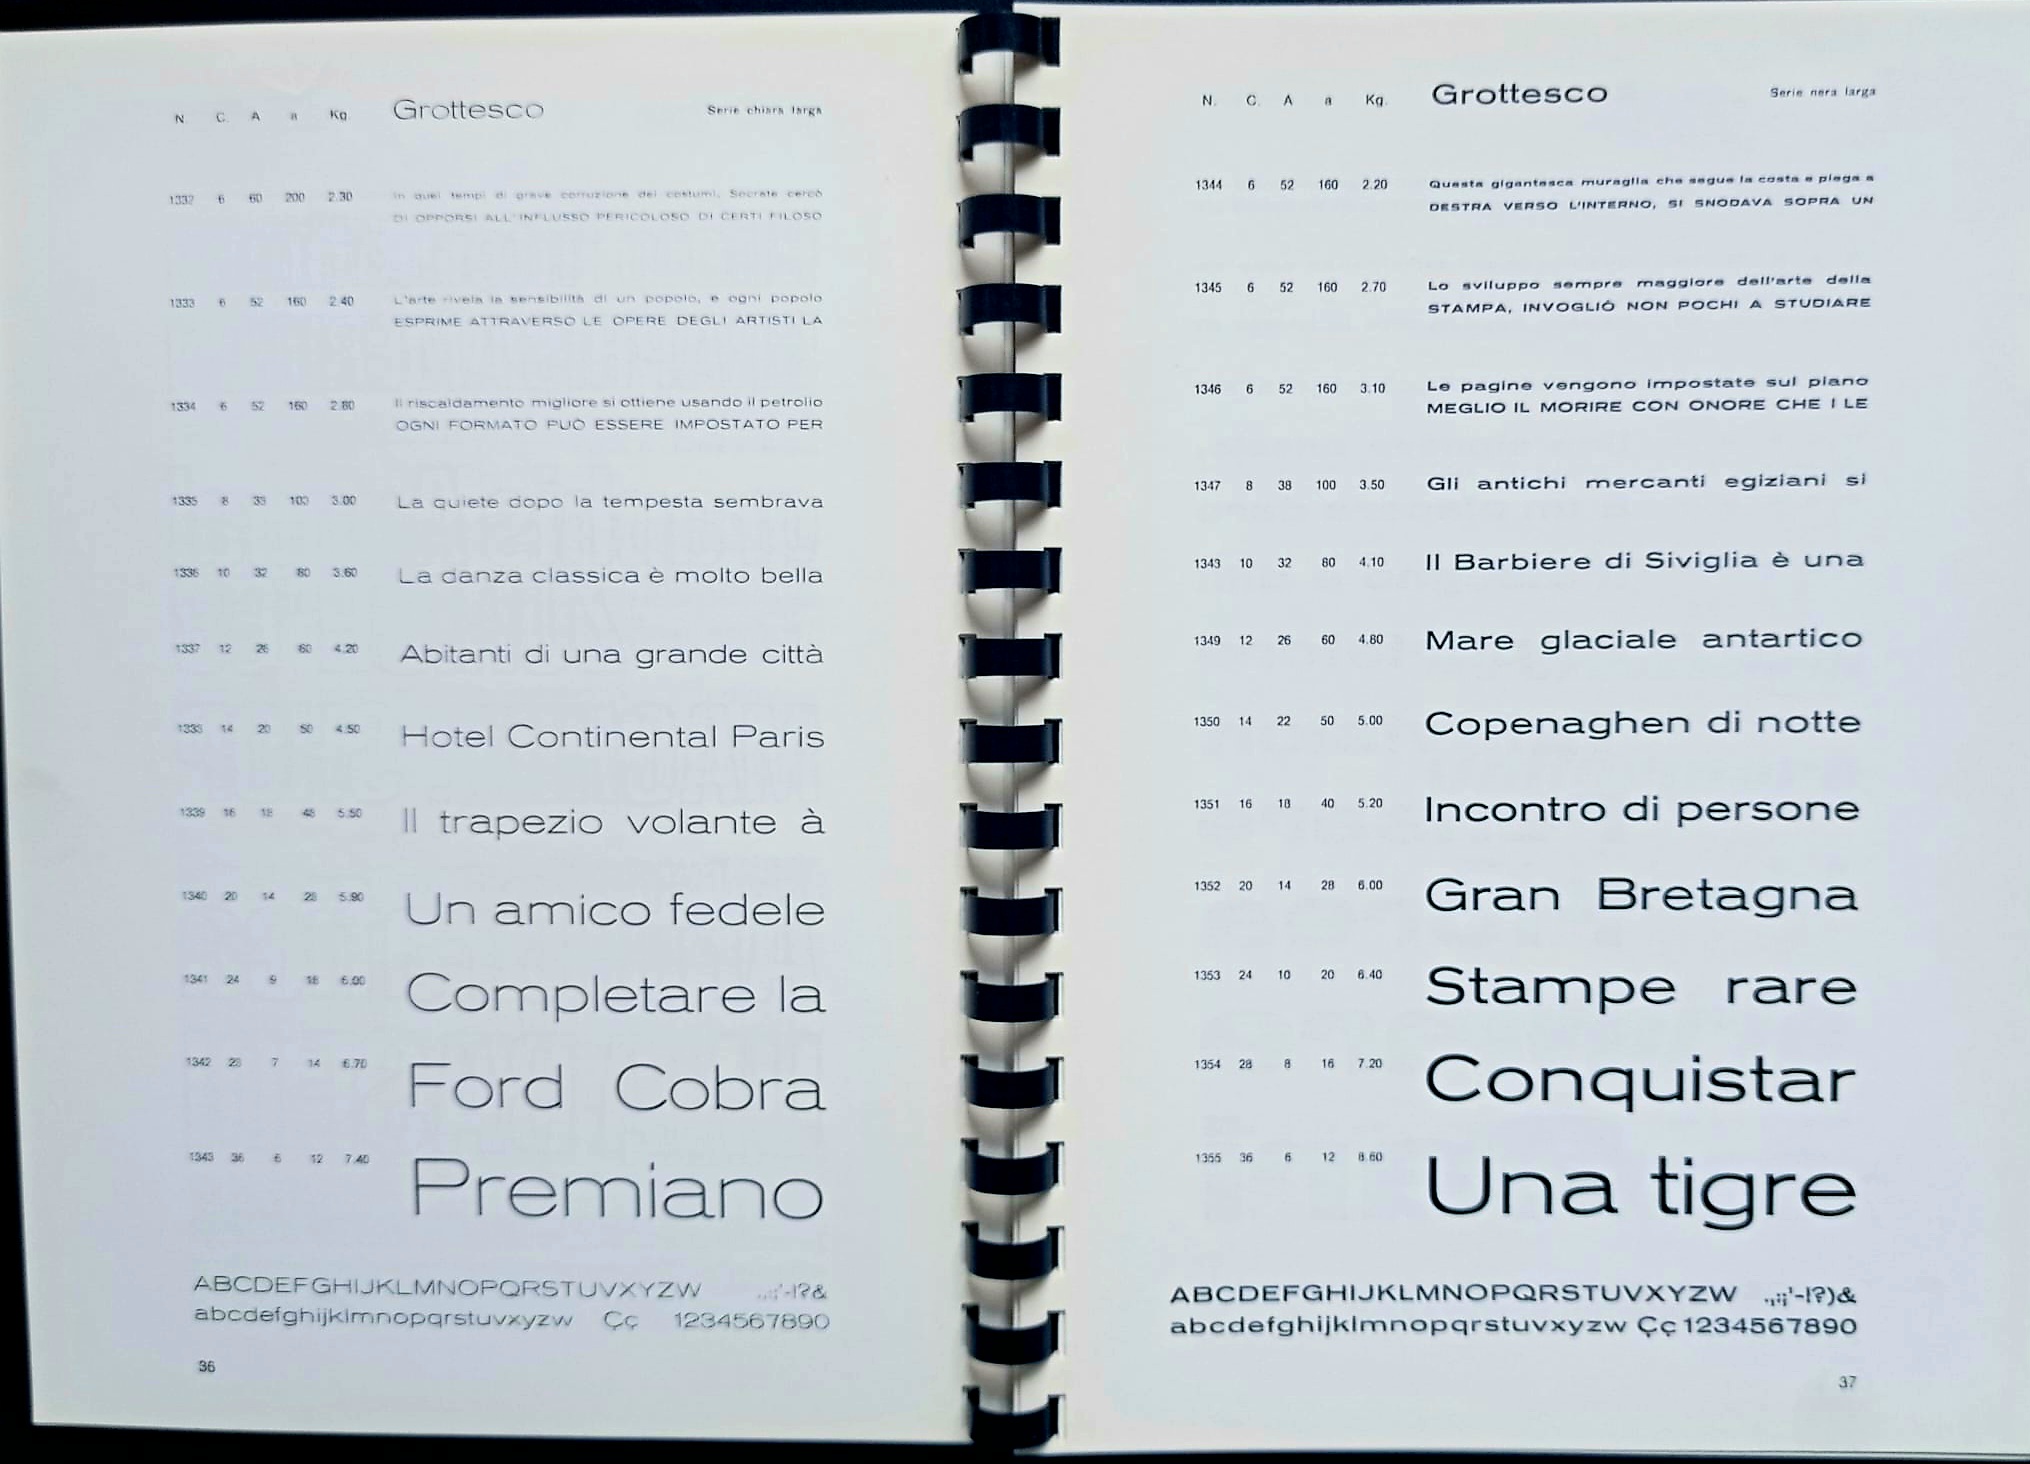 N. C. A a Kg. Grottesco Serie chiara larga
1332 6 60 200 2.30 In quei tempi di grave corruzione dei costumi, Socrate cercò
DI OPPORSI ALL'INFLUSSO PERICOLOSO DI CERTI FILOSO
1333 6 52 160 2.40 L'arte rivela la sensibilità di un popolo, e ogni popolo
ESPRIME ATTRAVERSO LE OPERE DEGLI ARTISTI LA
1334 6 52 160 2.80 Il riscaldamento migliore si ottiene usando il petrolio
OGNI FORMATO PUÒ ESSERE IMPOSTATO PER
1335 8 38 100 3.00 La quiete dopo la tempesta sembrava
1336 10 32 80 3.60 La danza classica è molto bella
1337 12 26 60 4.20 Abitanti di una grande città
1338 14 20 50 4.50 Hotel Continental Paris
1339 16 18 48 5.50 Il trapezio volante à
1340 20 14 28 5.90 Un amico fedele
1341 24 9 18 6.00 Completare la
1342 28 7 14 6.70 Ford Cobra
1343 36 6 12 7.40 Premiano
ABCDEFGHIJKLMNOPQRSTUVXYZW .,:;'-!?&
abcdefghijklmnopqrstuvxyzw Çç 1234567890
36
N. C. A a Kg. Grottesco Serie nera larga
1344 6 52 160 2.20 Questa gigantesca muraglia che segue la costa e piega a
DESTRA VERSO L'INTERNO, SI SNODAVA SOPRA UN
1345 6 52 160 2.70 Lo sviluppo sempre maggiore dell'arte della
STAMPA, INVOGLIÒ NON POCHI A STUDIARE
1346 6 52 160 3.10 Le pagine vengono impostate sul piano
MEGLIO IL MORIRE CON ONORE CHE I LE
1347 8 38 100 3.50 Gli antichi mercanti egiziani si
1343 10 32 80 4.10 Il Barbiere di Siviglia è una
1349 12 26 60 4.80 Mare glaciale antartico
1350 14 22 50 5.00 Copenaghen di notte
1351 16 18 40 5.20 Incontro di persone
1352 20 14 28 6.00 Gran Bretagna
1353 24 10 20 6.40 Stampe rare
1354 28 8 16 7.20 Conquistar
1355 36 6 12 8.60 Una tigre
ABCDEFGHIJKLMNOPQRSTUVXYZW .,:;'-!?)&
abcdefghijklmnopqrstuvxyzw Çç 1234567890
37